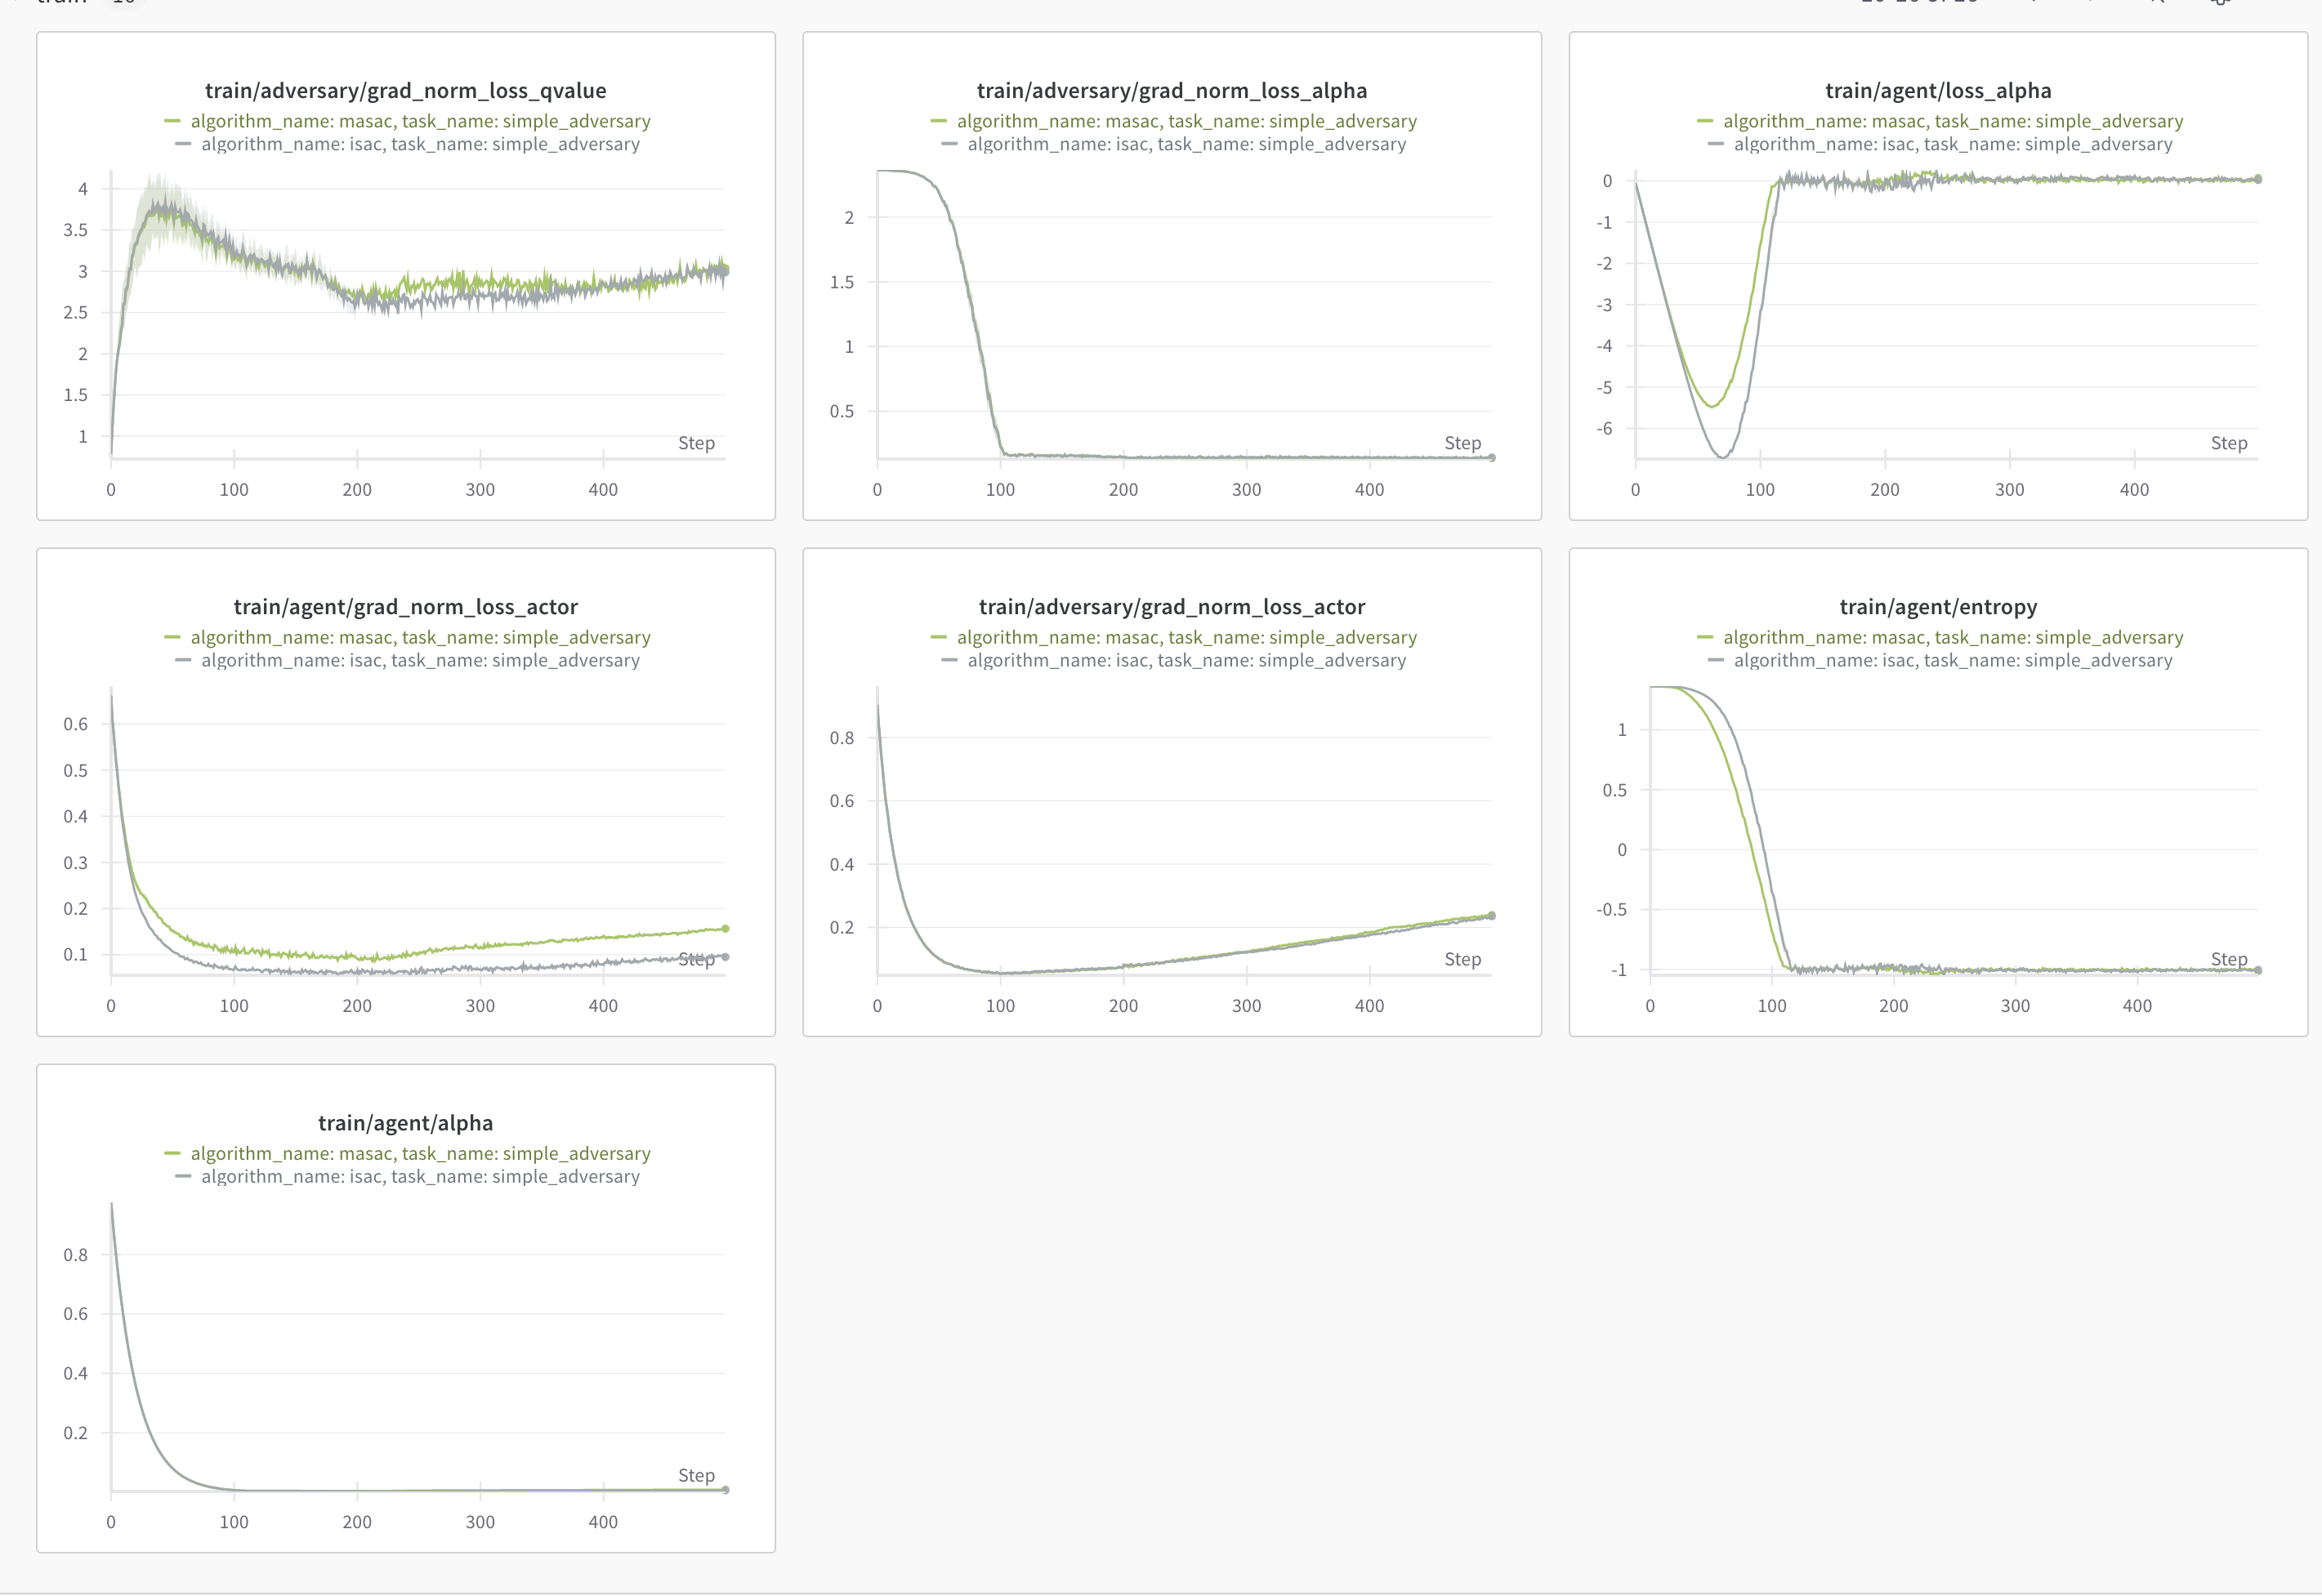 train/adversary/grad_norm_loss_qvalue
algorithm_name: masac, task_name: simple_adversary
algorithm_name: isac, task_name: simple_adversary
4
3.5
3
2.5
2
1.5
1
Step
0 100 200 300 400
train/adversary/grad_norm_loss_alpha
algorithm_name: masac, task_name: simple_adversary
algorithm_name: isac, task_name: simple_adversary
2
1.5
1
0.5
Step
0 100 200 300 400
train/agent/loss_alpha
algorithm_name: masac, task_name: simple_adversary
algorithm_name: isac, task_name: simple_adversary
0
-1
-2
-3
-4
-5
-6
Step
0 100 200 300 400
train/agent/grad_norm_loss_actor
algorithm_name: masac, task_name: simple_adversary
algorithm_name: isac, task_name: simple_adversary
0.6
0.5
0.4
0.3
0.2
0.1
Step
0 100 200 300 400
train/adversary/grad_norm_loss_actor
algorithm_name: masac, task_name: simple_adversary
algorithm_name: isac, task_name: simple_adversary
0.8
0.6
0.4
0.2
Step
0 100 200 300 400
train/agent/entropy
algorithm_name: masac, task_name: simple_adversary
algorithm_name: isac, task_name: simple_adversary
1
0.5
0
-0.5
-1
Step
0 100 200 300 400
train/agent/alpha
algorithm_name: masac, task_name: simple_adversary
algorithm_name: isac, task_name: simple_adversary
0.8
0.6
0.4
0.2
Step
0 100 200 300 400